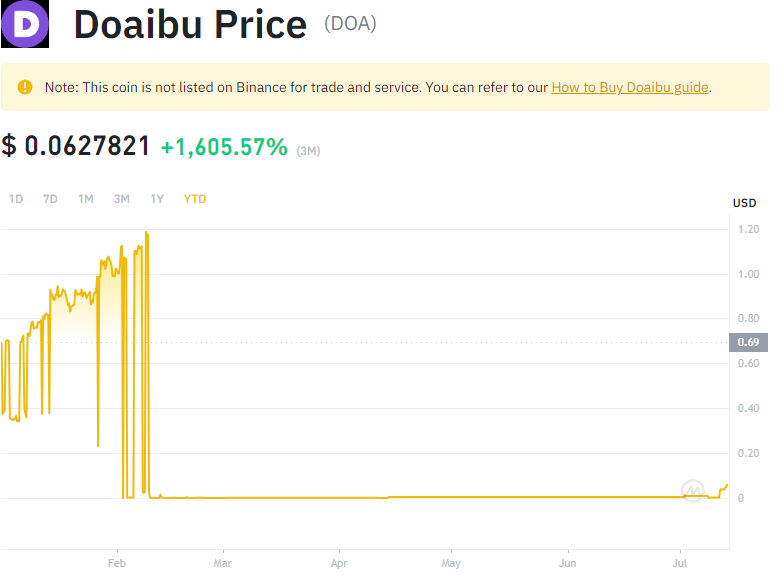 D
Doaibu Price (DOA)
! Note: This coin is not listed on Binance for trade and service. You can refer to our How to Buy Doaibu guide.
$ 0.0627821 +1,605.57% (3M)
1D 7D 1M 3M 1Y YTD
USD
1.20
1.00
0.80
0.69
0.60
0.40
0.20
0
Feb Mar Apr May Jun Jul